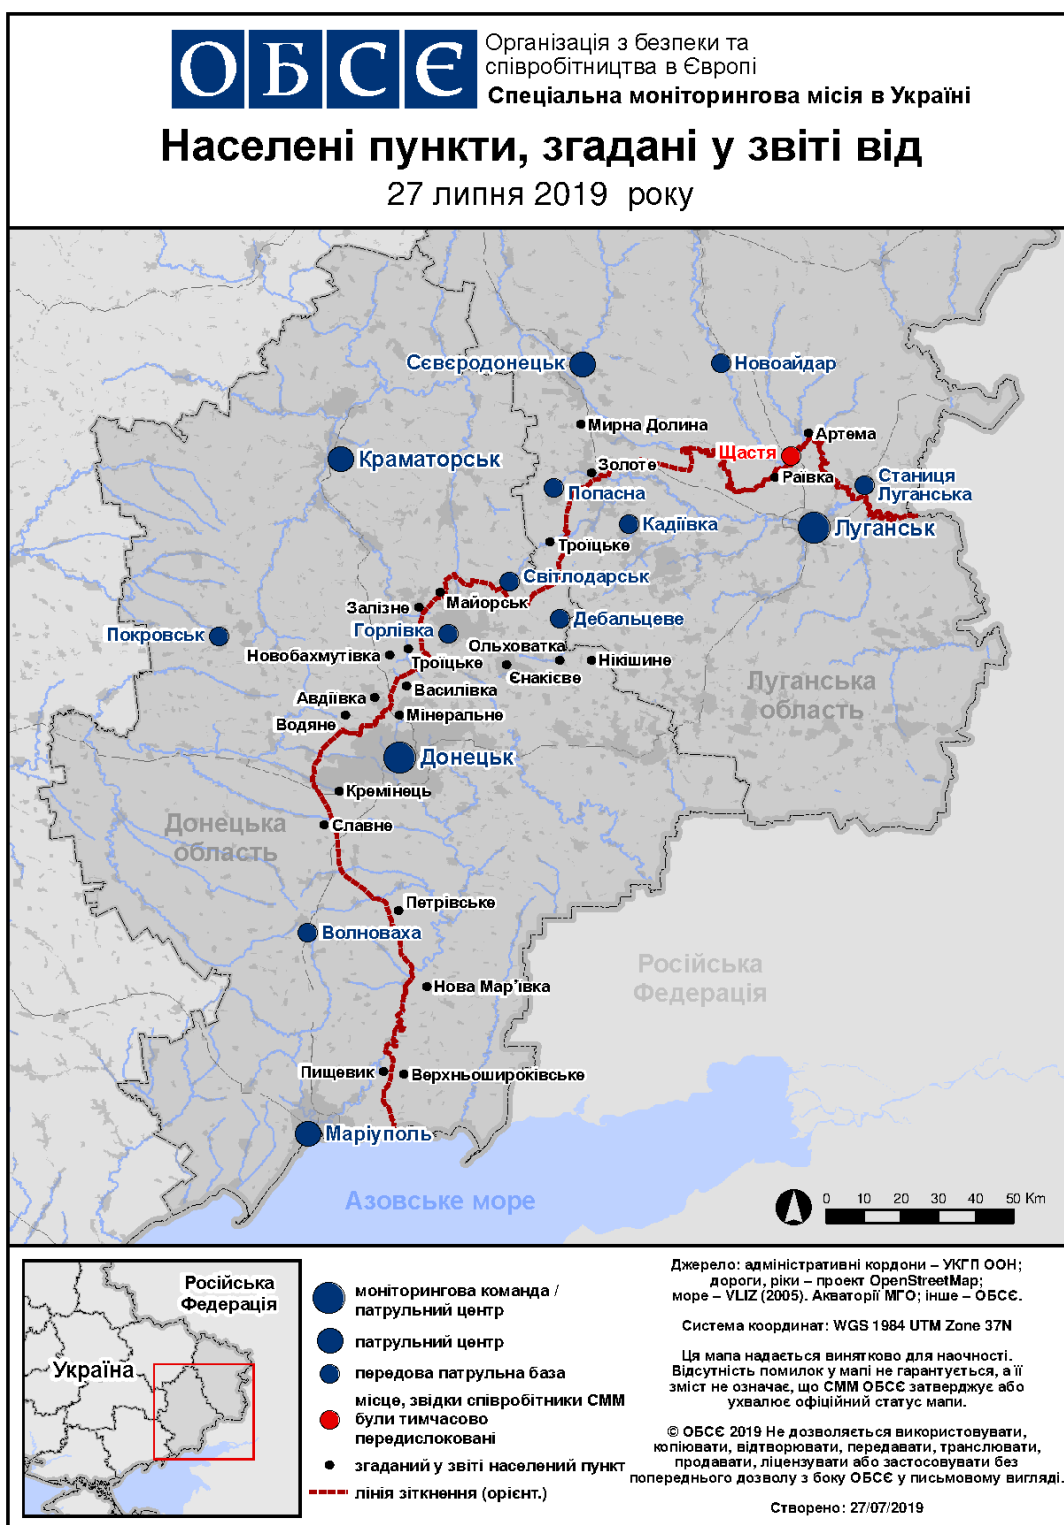 ОБСЄ
Організація з безпеки та
співробітництва в Європі
Спеціальна моніторингова місія в Україні
Населені пункти, згадані у звіті від
27 липня 2019 року
Сєвєродонецьк
Новоайдар
Мирна Долина
Артема
Щастя
Краматорськ
Золоте
Раївка
Станиця
Луганська
Попасна
Кадіївка
Луганськ
Троїцьке
Світлодарськ
Майорськ
Залізне
Дебальцеве
Покровськ
Горлівка
Ольховатка
Новобахмутівка
Троїцьке
Нікішине
Єнакієве
Василівка
Авдіївка
Луганська
область
Водяне
Мінеральне
Донецьк
Кремінець
Донецька
область
Славне
Петрівське
Волноваха
Російська
Федерація
Нова Мар'ївка
Пищевик
Верхньошироківське
Маріуполь
Азовське море
0 10 20 30 40 50 Km
Російська
Федерація
Україна
моніторингова команда /
патрульний центр
патрульний центр
передова патрульна база
місце, звідки співробітники СММ
були тимчасово
передислоковані
згаданий у звіті населений пункт
лінія зіткнення (орієнт.)
Джерело: адміністративні кордони – УКГП ООН;
дороги, ріки – проект OpenStreetMap;
море – VLIZ (2005). Акваторії МГО; інше – ОБСЄ.
Система координат: WGS 1984 UTM Zone 37N
Ця мапа надається винятково для наочності.
Відсутність помилок у мапі не гарантується, а її
зміст не означає, що СММ ОБСЄ затверджує або
ухвалює офіційний статус мапи.
© ОБСЄ 2019 Не дозволяється використовувати,
копіювати, відтворювати, передавати, транслювати,
продавати, ліцензувати або застосовувати без
попереднього дозволу з боку ОБСЄ у письмовому вигляді.
Створено: 27/07/2019